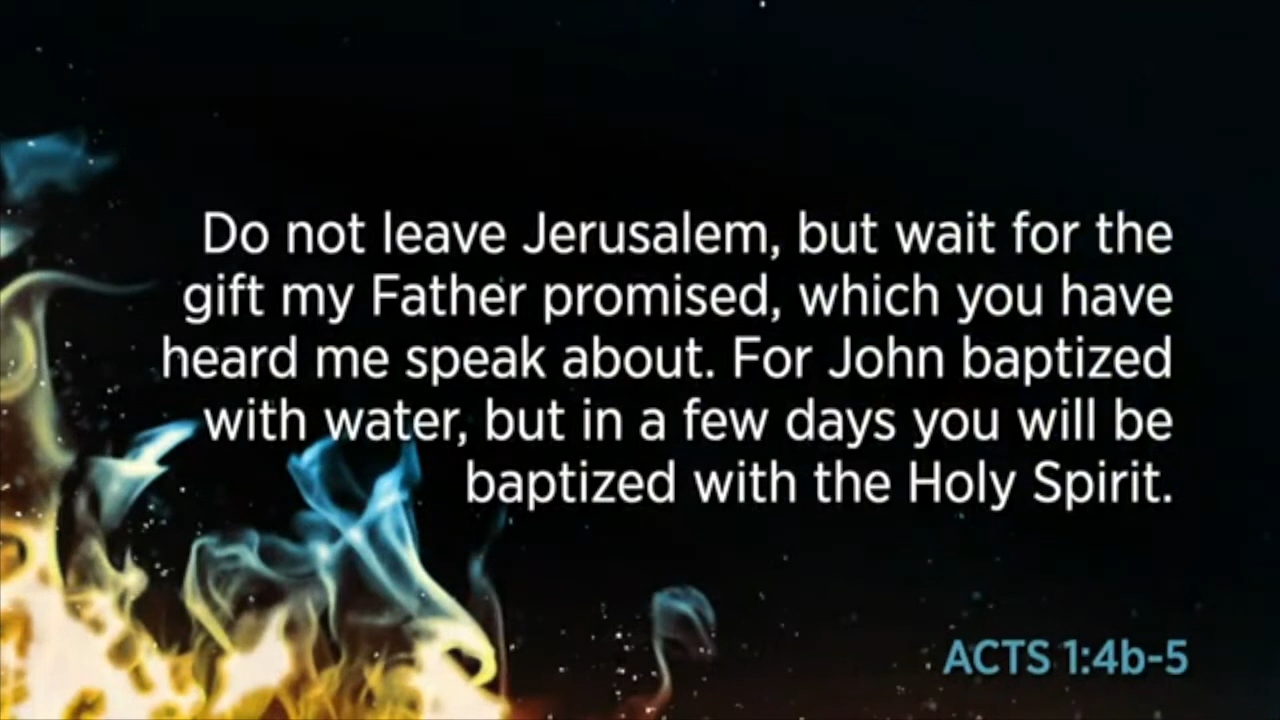 Do not leave Jerusalem, but wait for the
gift my Father promised, which you have
heard me speak about. For John baptized
with water, but in a few days you will be
baptized with the Holy Spirit.
ACTS 1:4b-5